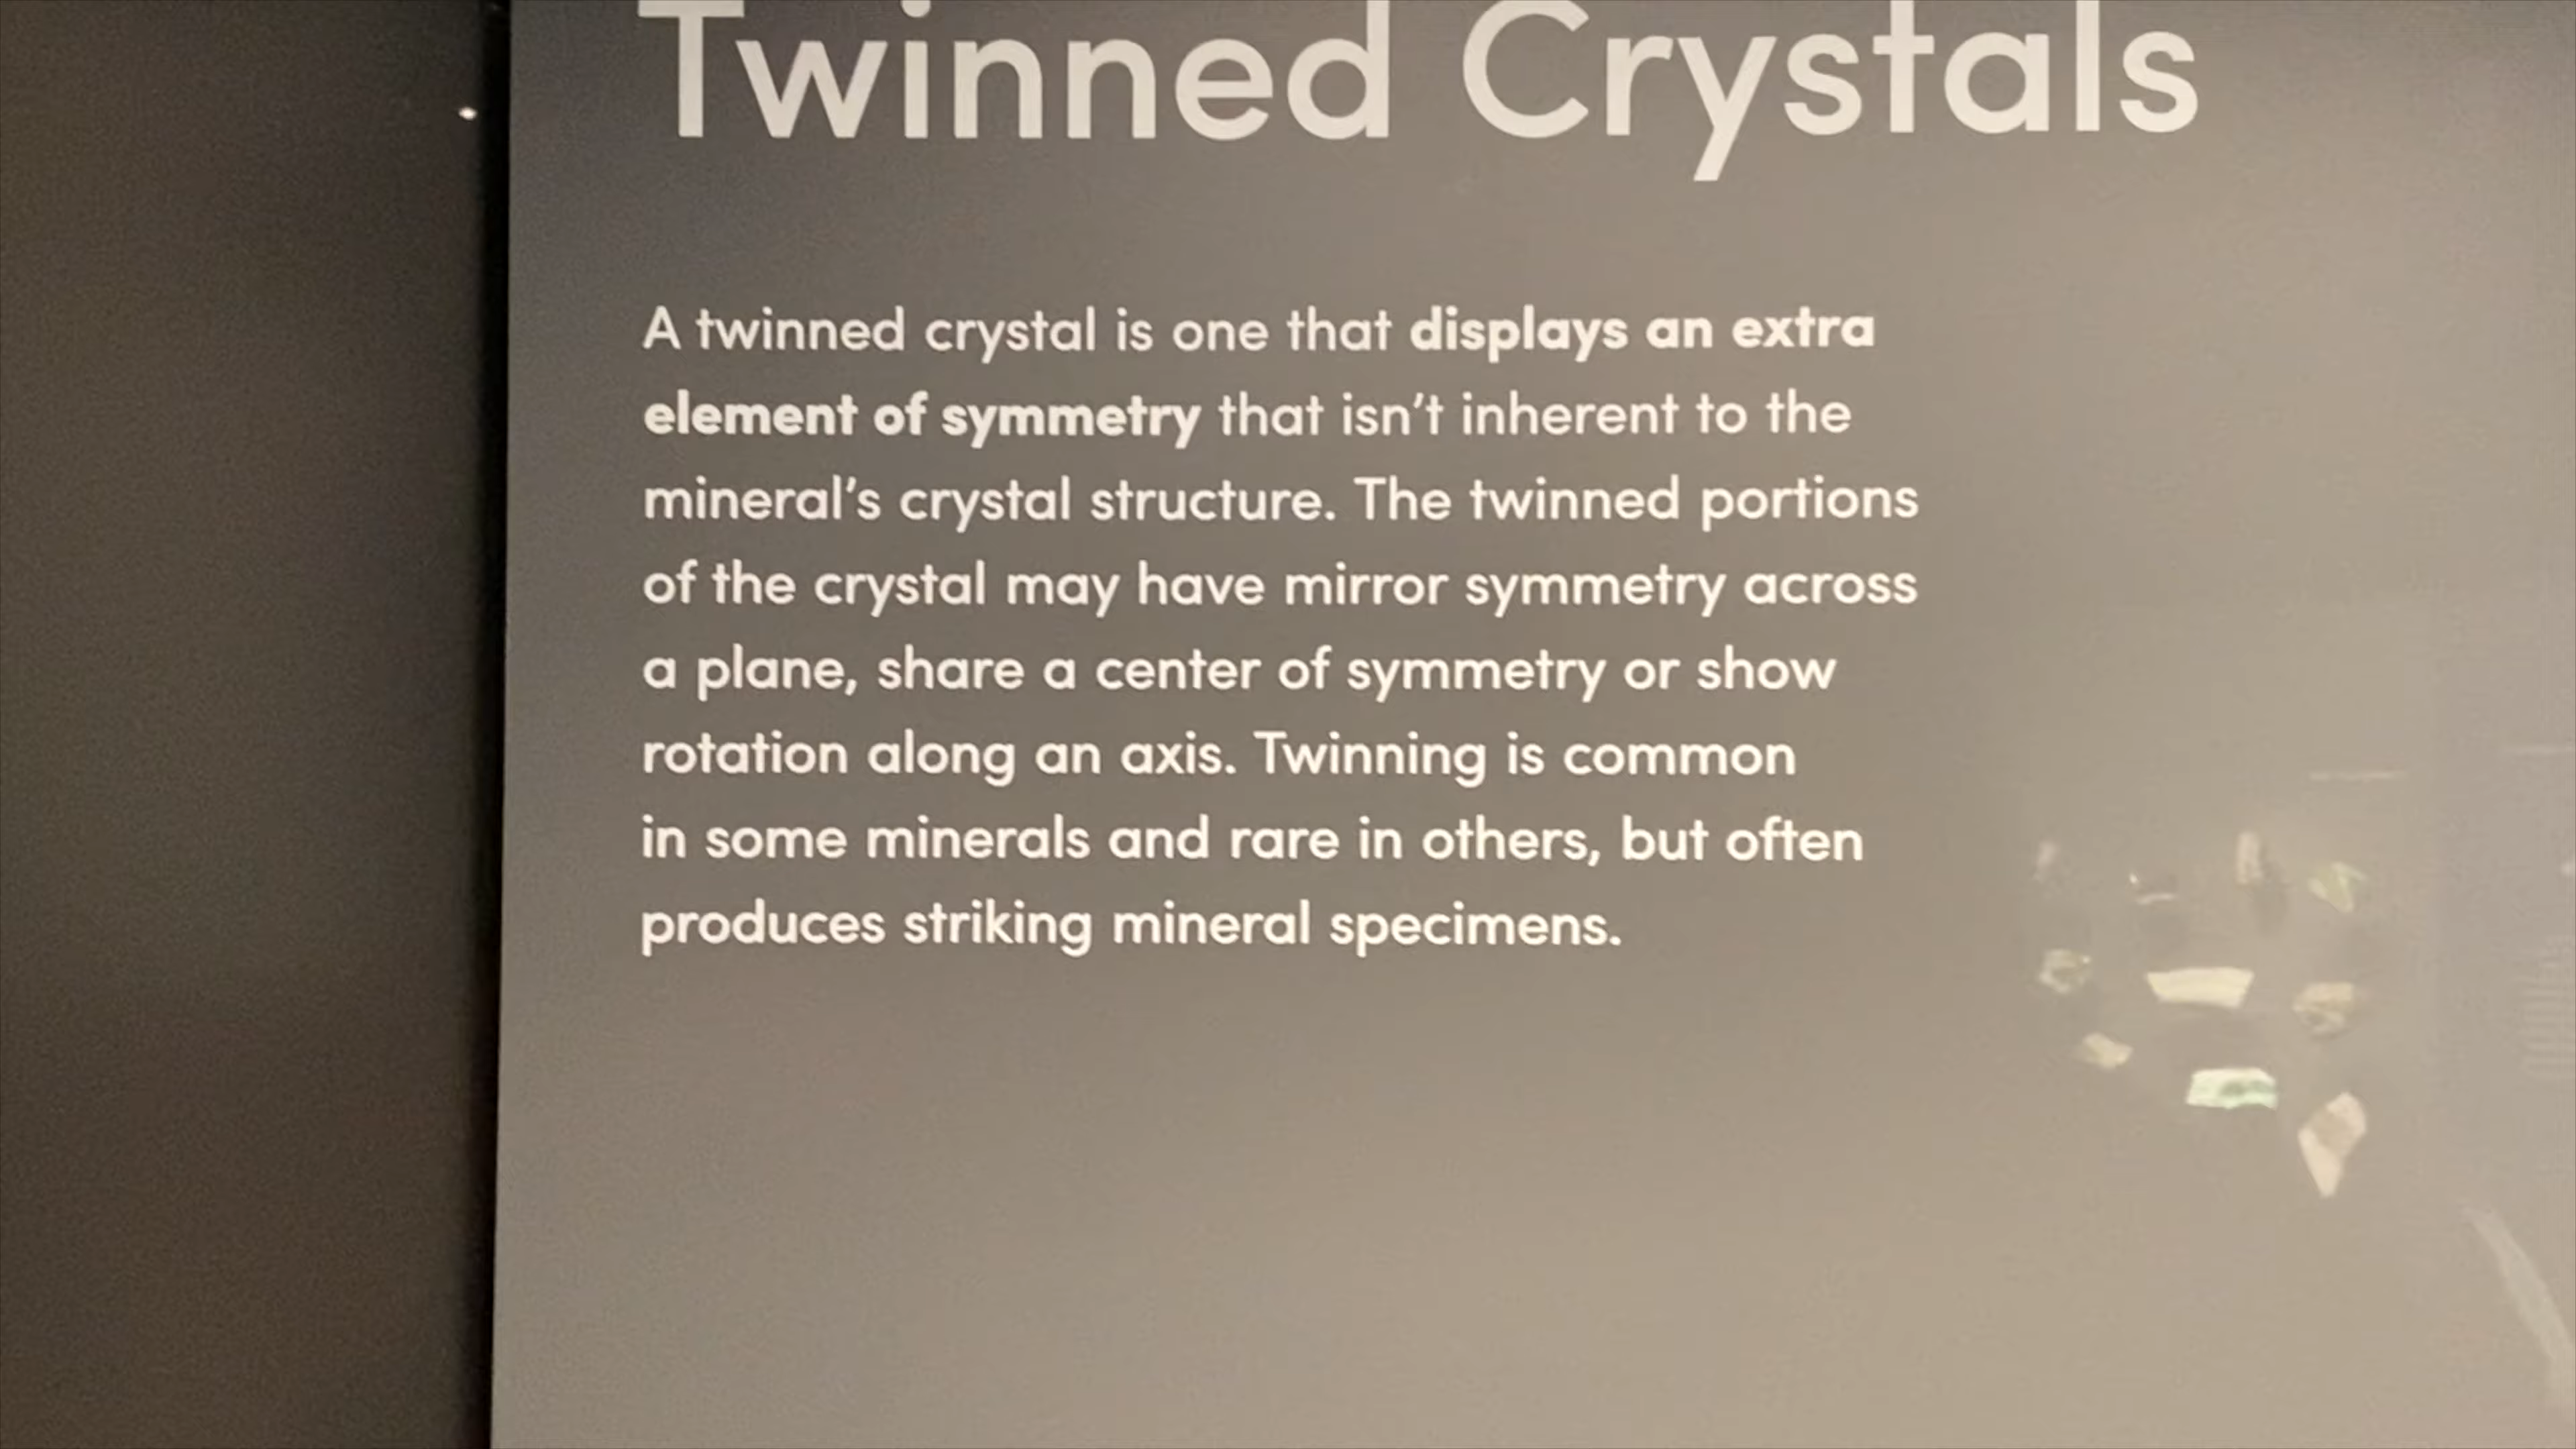 Twinned Crystals
A twinned crystal is one that displays an extra
element of symmetry that isn’t inherent to the
mineral’s crystal structure. The twinned portions
of the crystal may have mirror symmetry across
a plane, share a center of symmetry or show
rotation along an axis. Twinning is common
in some minerals and rare in others, but often
produces striking mineral specimens.